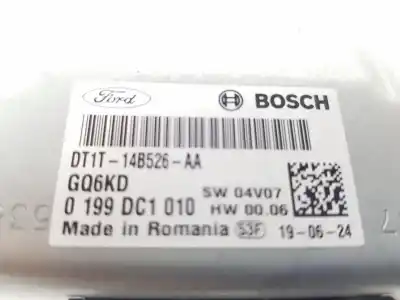 Ford BOSCH
DT1T-14B526-AA
GQ6KD SW 04V07
0 199 DC1 010 HW 00.06
Made in Romania 53F 19-06-24